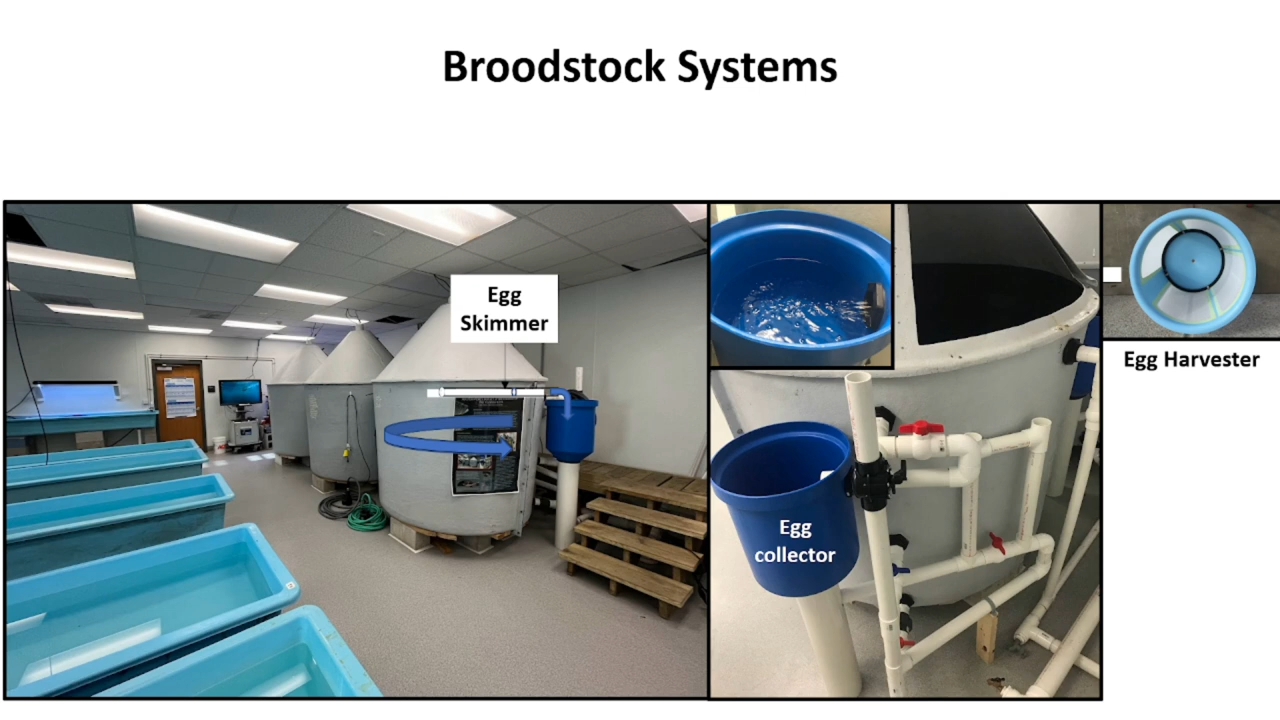 Broodstock Systems
Egg
Skimmer
Egg
collector
Egg Harvester